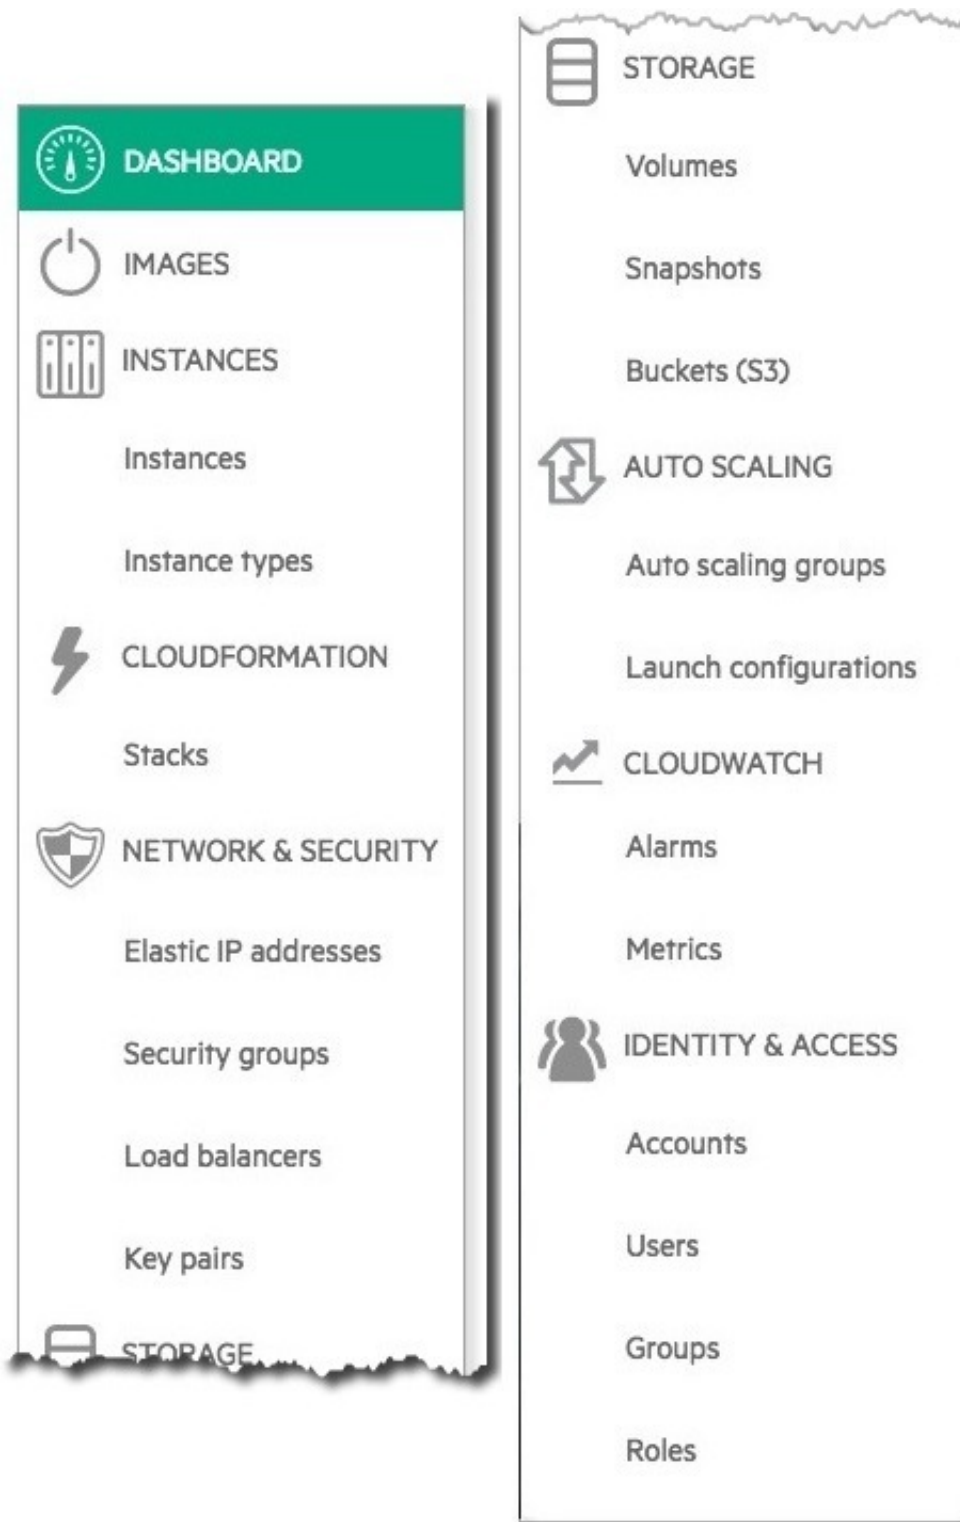 DASHBOARD
IMAGES
INSTANCES
Instances
Instance types
CLOUDFORMATION
Stacks
NETWORK & SECURITY
Elastic IP addresses
Security groups
Load balancers
Key pairs
STORAGE
STORAGE
Volumes
Snapshots
Buckets (S3)
AUTO SCALING
Auto scaling groups
Launch configurations
CLOUDWATCH
Alarms
Metrics
IDENTITY & ACCESS
Accounts
Users
Groups
Roles